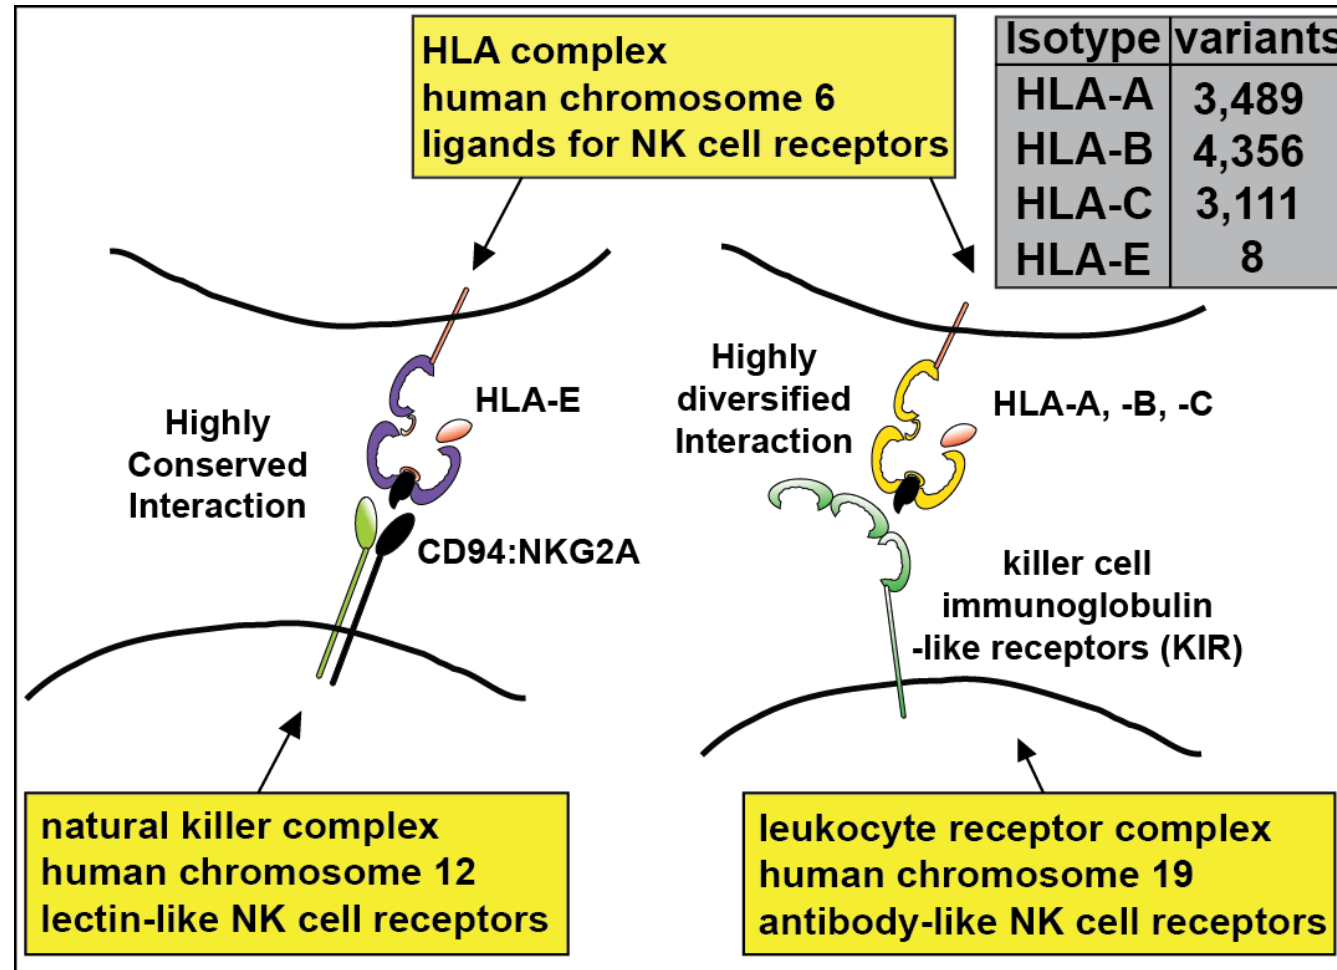 HLA complex
human chromosome 6
ligands for NK cell receptors
Isotype variants
HLA-A 3,489
HLA-B 4,356
HLA-C 3,111
HLA-E 8
Highly
Conserved
Interaction
HLA-E
CD94:NKG2A
Highly
diversified
Interaction
HLA-A, -B, -C
killer cell
immunoglobulin
-like receptors (KIR)
natural killer complex
human chromosome 12
lectin-like NK cell receptors
leukocyte receptor complex
human chromosome 19
antibody-like NK cell receptors